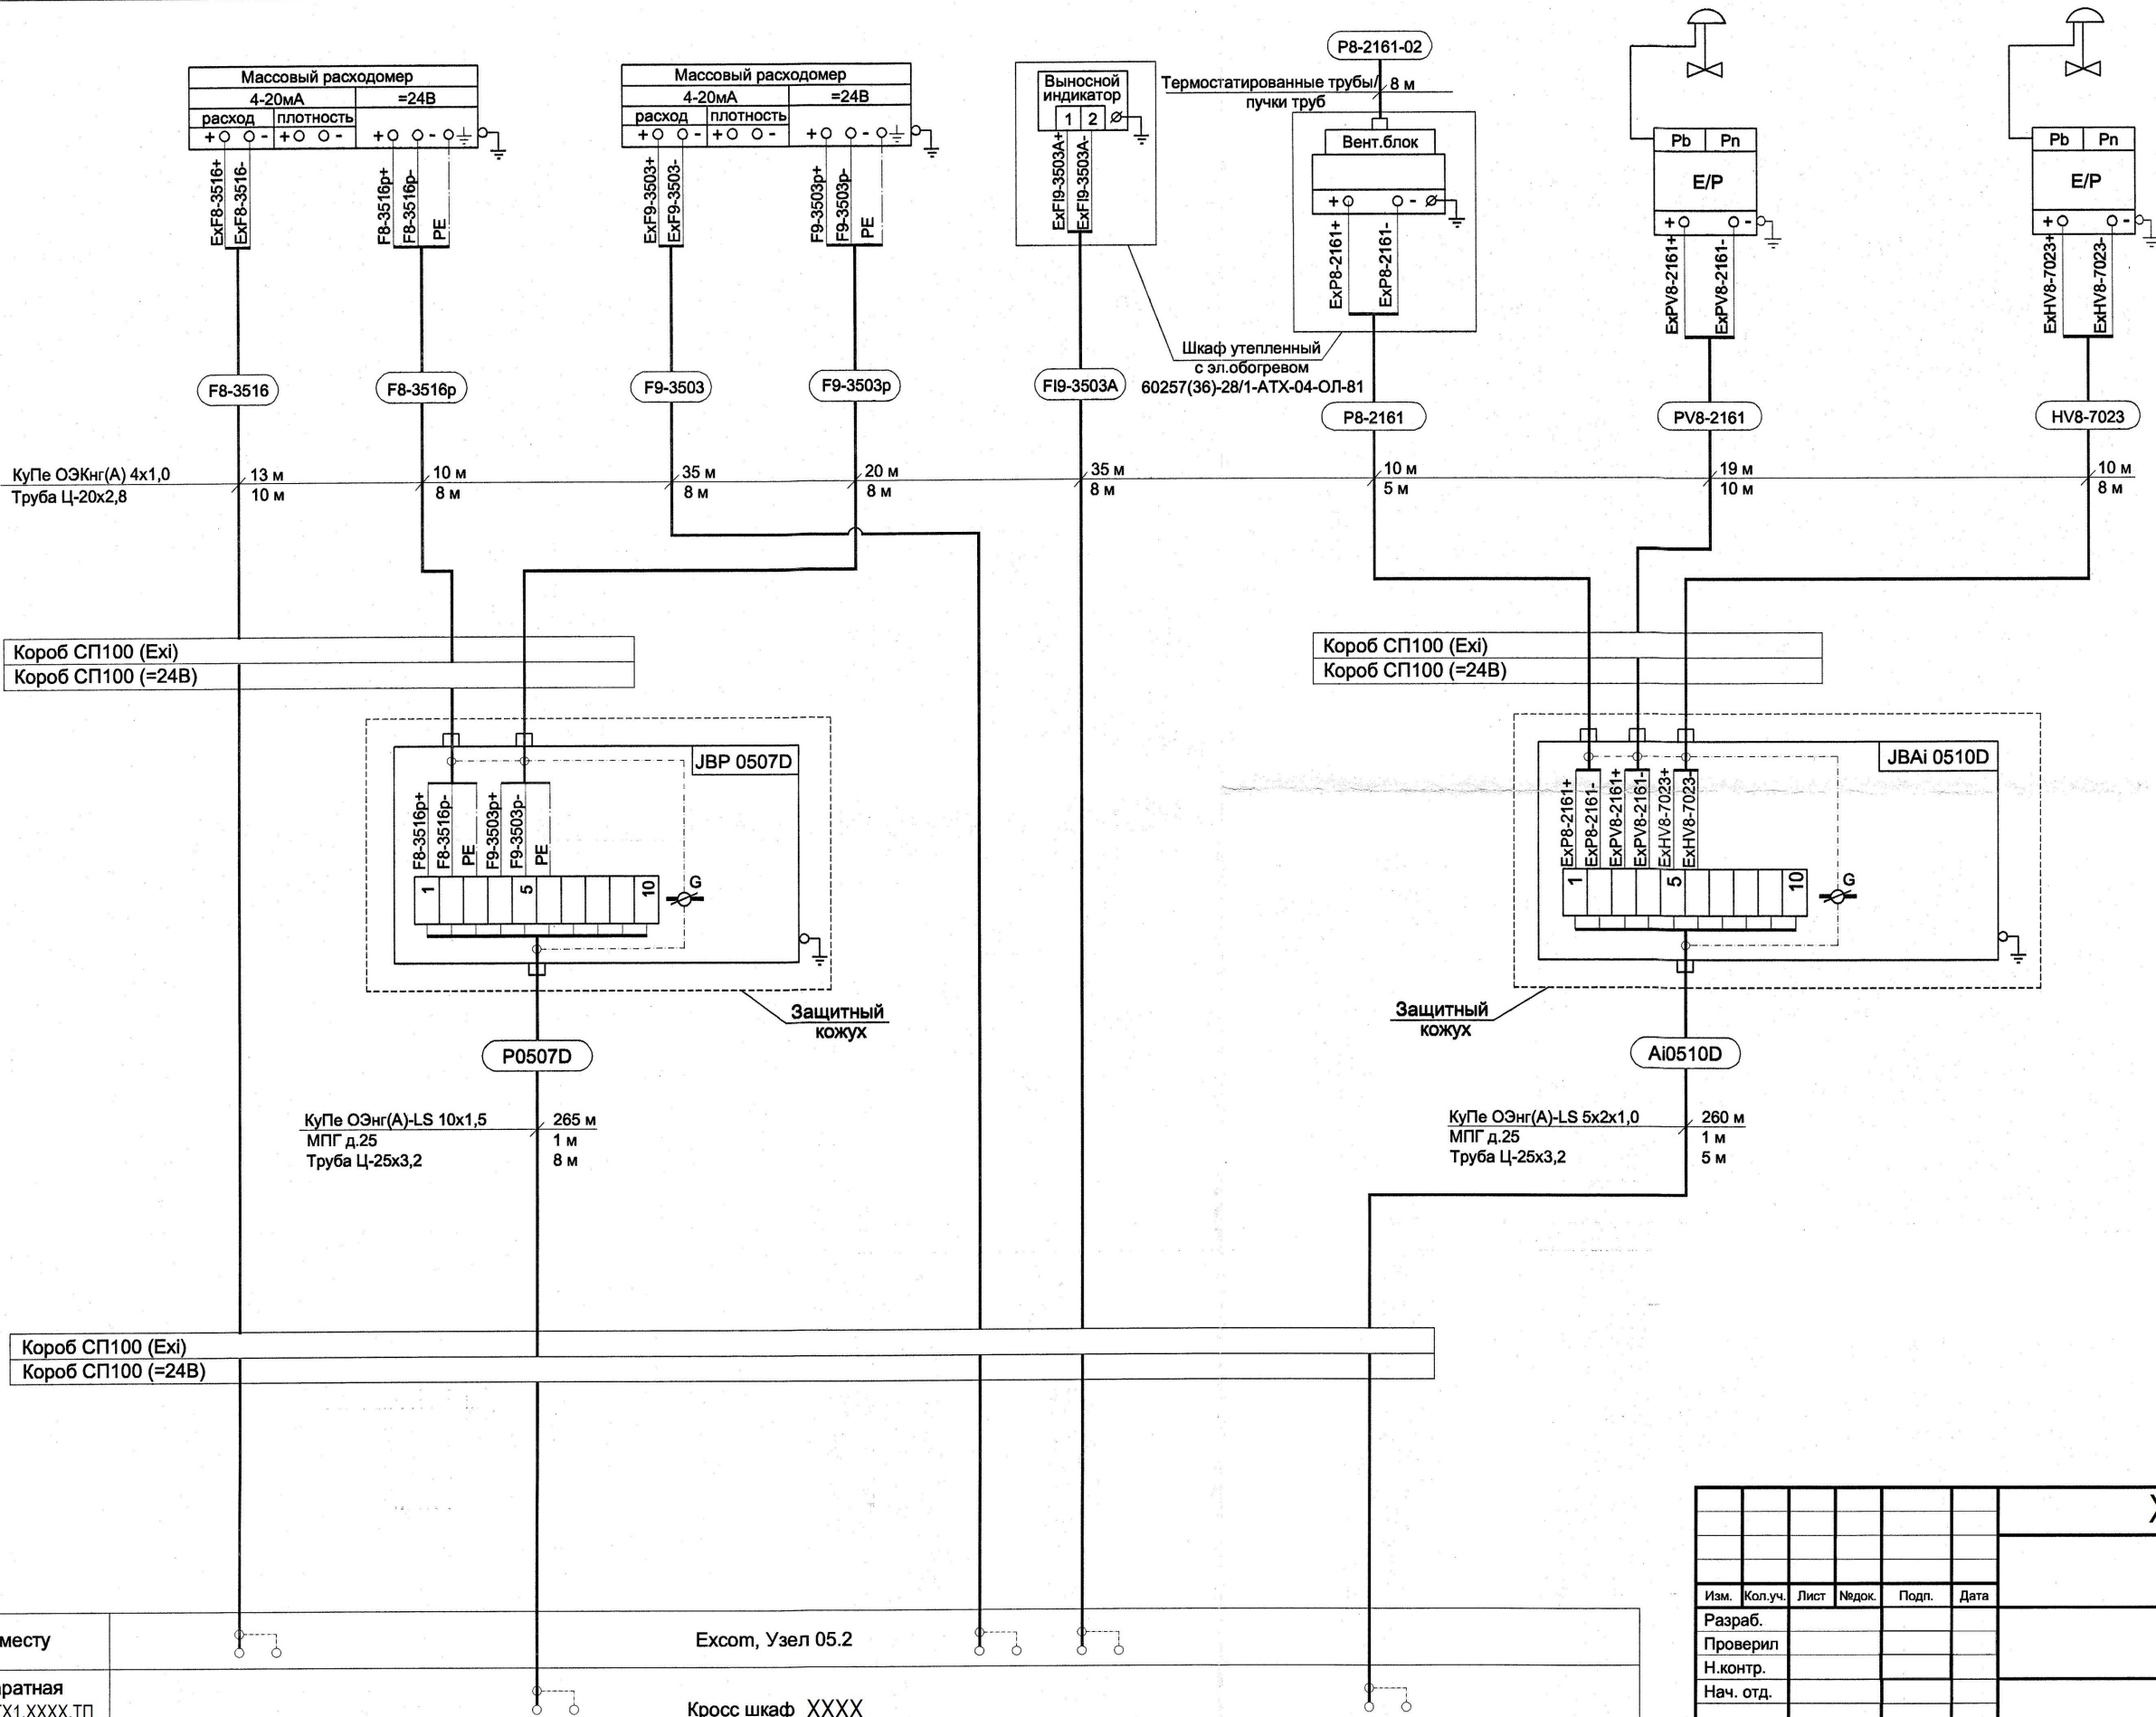 Массовый расходомер
4-20мА =24В
расход плотность
+ - + - + -
Массовый расходомер
4-20мА =24В
расход плотность
+ - + - + -
Выносной
индикатор
1 2
P8-2161-02
Термостатированные трубы/
пучки труб
8 м
Вент.блок
+ -
Pb Pn
E/P
+ -
Pb Pn
E/P
+ -
ExF8-3516+
ExF8-3516-
F8-3516p+
F8-3516p-
PE
ExF9-3503+
ExF9-3503-
F9-3503p+
F9-3503p-
PE
ExFI9-3503A+
ExFI9-3503A-
ExP8-2161+
ExP8-2161-
ExPV8-2161+
ExPV8-2161-
ExHV8-7023+
ExHV8-7023-
Шкаф утепленный
с эл.обогревом
60257(36)-28/1-АТХ-04-ОЛ-81
F8-3516
F8-3516p
F9-3503
F9-3503p
FI9-3503A
P8-2161
PV8-2161
HV8-7023
КуПе ОЭКнг(А) 4x1,0
13 м 10 м 35 м 20 м 35 м 10 м 19 м 10 м
Труба Ц-20x2,8
10 м 8 м 8 м 8 м 8 м 5 м 10 м 8 м
Короб СП100 (Exi)
Короб СП100 (=24В)
Короб СП100 (Exi)
Короб СП100 (=24В)
JBP 0507D
F8-3516p+
F8-3516p-
PE
F9-3503p+
F9-3503p-
PE
1 5 10
G
Защитный
кожух
JBAi 0510D
ExP8-2161+
ExP8-2161-
ExPV8-2161+
ExPV8-2161-
ExHV8-7023+
ExHV8-7023-
1 5 10
G
Защитный
кожух
P0507D
Ai0510D
КуПе ОЭнг(А)-LS 10x1,5 265 м
МПГ д.25 1 м
Труба Ц-25x3,2 8 м
КуПе ОЭнг(А)-LS 5x2x1,0 260 м
МПГ д.25 1 м
Труба Ц-25x3,2 5 м
Короб СП100 (Exi)
Короб СП100 (=24В)
месту
Excom, Узел 05.2
аратная
ТХ1.XXXX.ТП
Кросс шкаф XXXX
Изм. Кол.уч. Лист №док. Подп. Дата
Разраб.
Проверил
Н.контр.
Нач. отд.